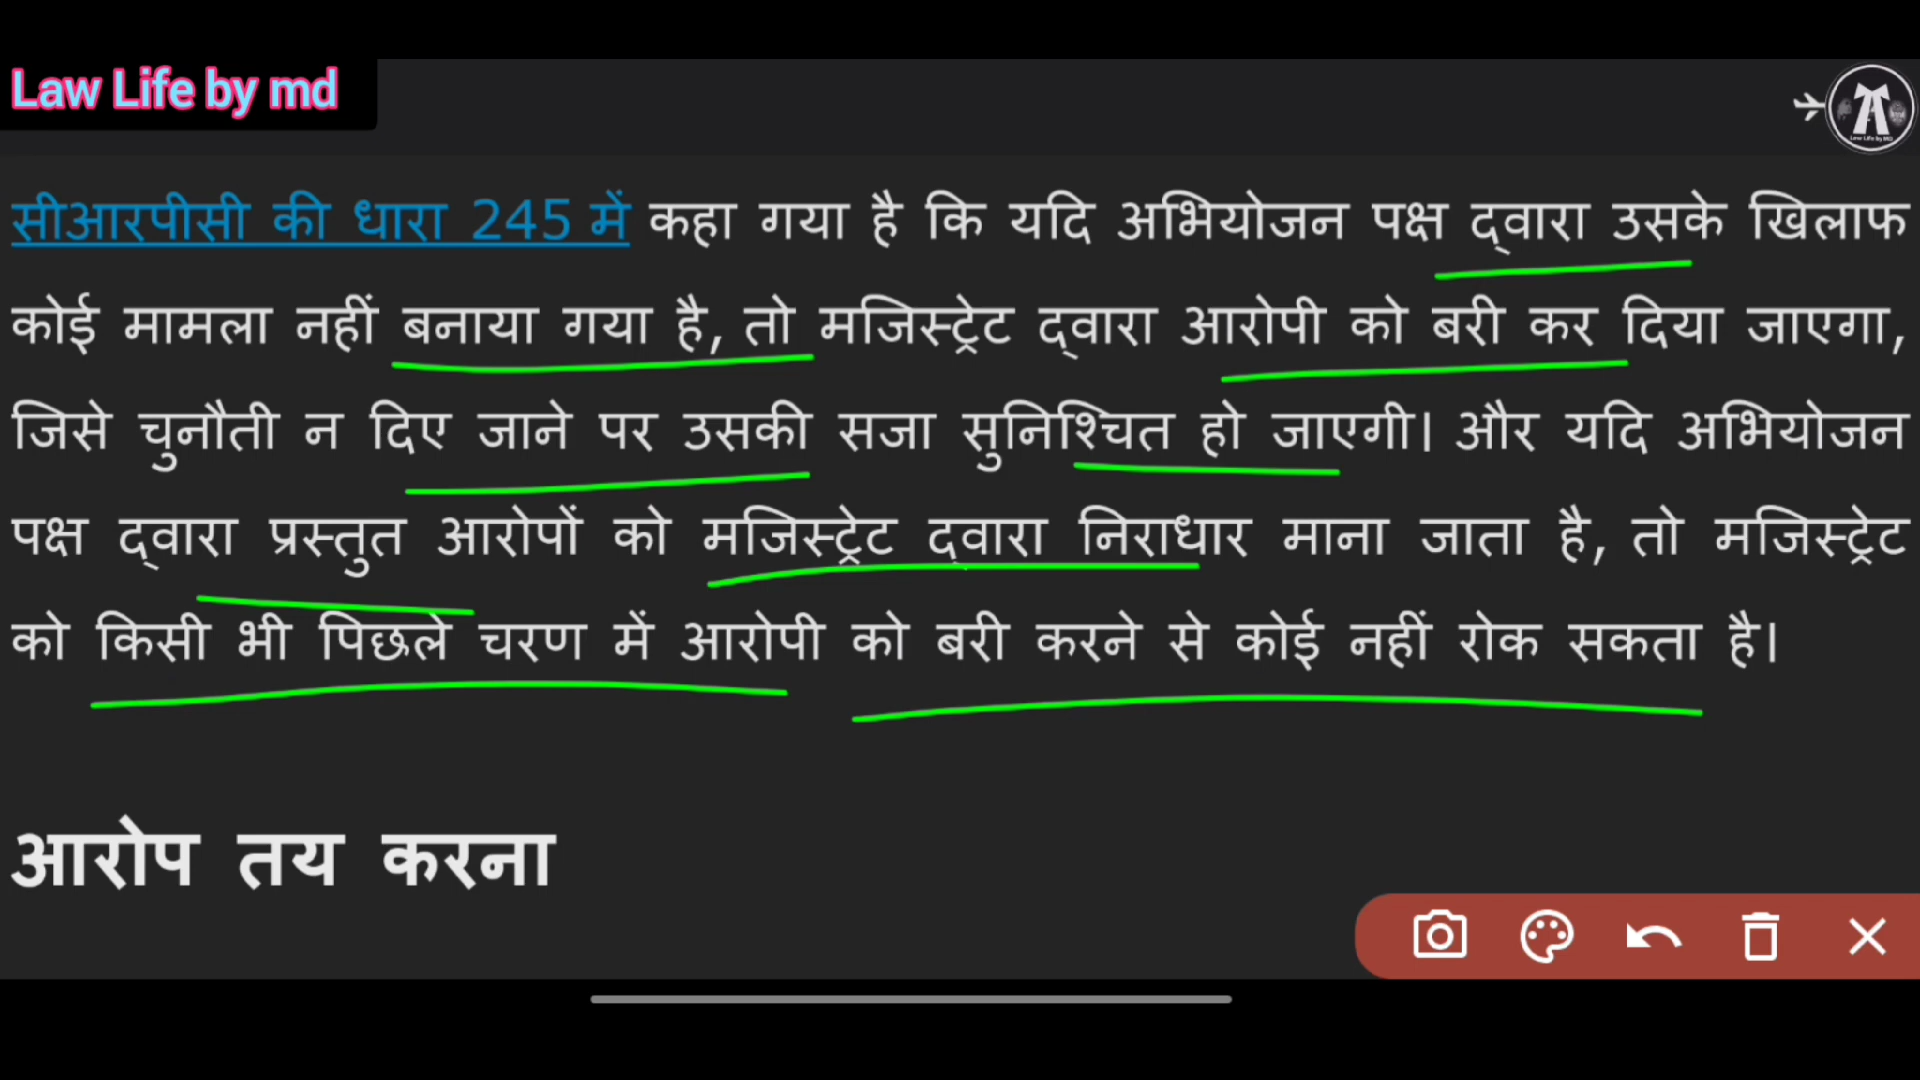 Law Life by md
सीआरपीसी की धारा 245 में कहा गया है कि यदि अभियोजन पक्ष द्वारा उसके खिलाफ
कोई मामला नहीं बनाया गया है, तो मजिस्ट्रेट द्वारा आरोपी को बरी कर दिया जाएगा,
जिसे चुनौती न दिए जाने पर उसकी सजा सुनिश्चित हो जाएगी। और यदि अभियोजन
पक्ष द्वारा प्रस्तुत आरोपों को मजिस्ट्रेट द्वारा निराधार माना जाता है, तो मजिस्ट्रेट
को किसी भी पिछले चरण में आरोपी को बरी करने से कोई नहीं रोक सकता है।
आरोप तय करना